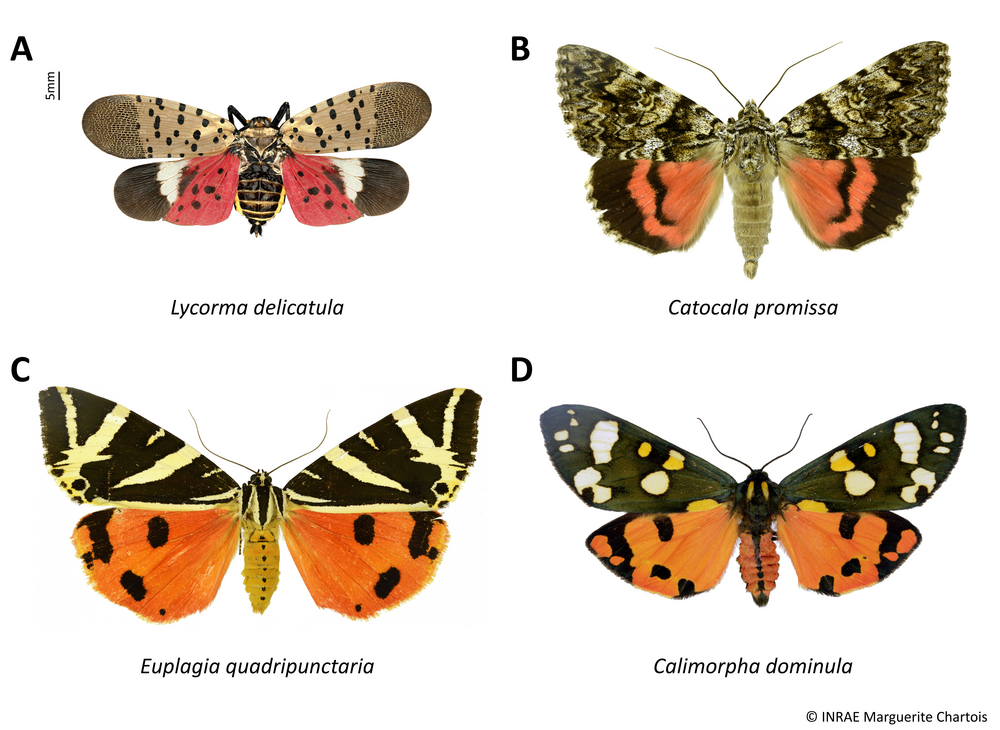 A
5mm
B
Lycorma delicatula
Catocala promissa
C
D
Euplagia quadripunctaria
Calimorpha dominula
© INRAE Marguerite Chartois